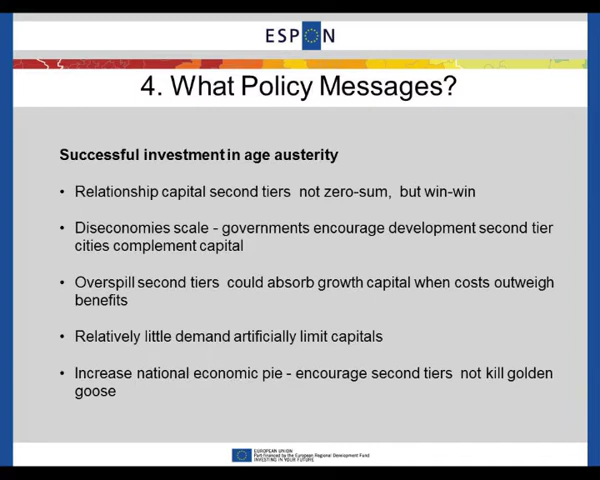 ESPON
4. What Policy Messages?
Successful investment in age austerity
• Relationship capital second tiers not zero-sum, but win-win
• Diseconomies scale - governments encourage development second tier
cities complement capital
• Overspill second tiers could absorb growth capital when costs outweigh
benefits
• Relatively little demand artificially limit capitals
• Increase national economic pie - encourage second tiers not kill golden
goose
EUROPEAN UNION
Part-financed by the European Regional Development Fund
INVESTING IN YOUR FUTURE